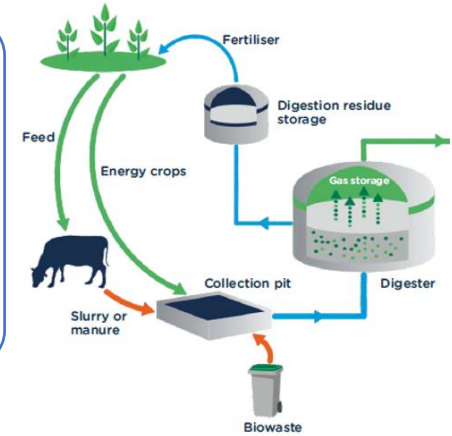 Fertiliser
Digestion residue
storage
Feed
Energy crops
Gas storage
Collection pit
Digester
Slurry or
manure
Biowaste